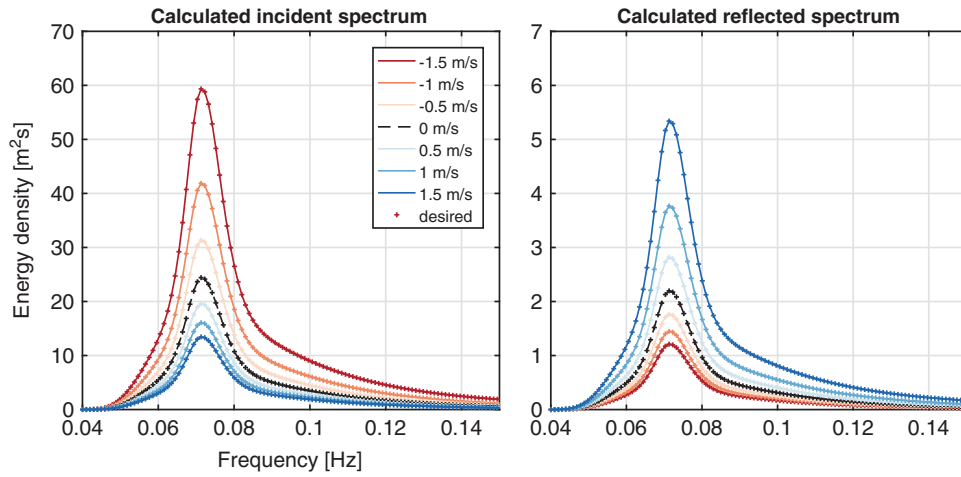 Calculated incident spectrum
70
60
50
40
30
20
10
0
0.04 0.06 0.08 0.1 0.12 0.14
Energy density [m²s]
Frequency [Hz]
-1.5 m/s
-1 m/s
-0.5 m/s
0 m/s
0.5 m/s
1 m/s
1.5 m/s
desired
Calculated reflected spectrum
7
6
5
4
3
2
1
0
0.04 0.06 0.08 0.1 0.12 0.14